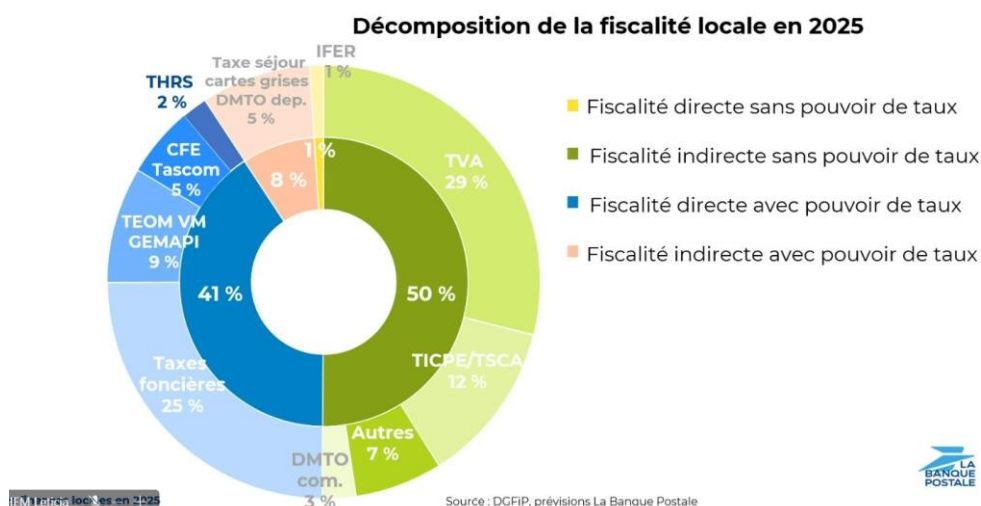 Décomposition de la fiscalité locale en 2025
IFER
1 %
Taxe séjour
cartes grises
DMTO dep.
5 %
THRS
2 %
CFE
Tascom
5 %
TEOM VM
GEMAPI
9 %
Taxes
foncières
25 %
DMTO
com.
3 %
Autres
7 %
TICPE/TSCA
12 %
TVA
29 %
1 %
8 %
41 %
50 %
Fiscalité directe sans pouvoir de taux
Fiscalité indirecte sans pouvoir de taux
Fiscalité directe avec pouvoir de taux
Fiscalité indirecte avec pouvoir de taux
LA
BANQUE
POSTALE
locales en 2025
Source : DGFiP, prévisions La Banque Postale